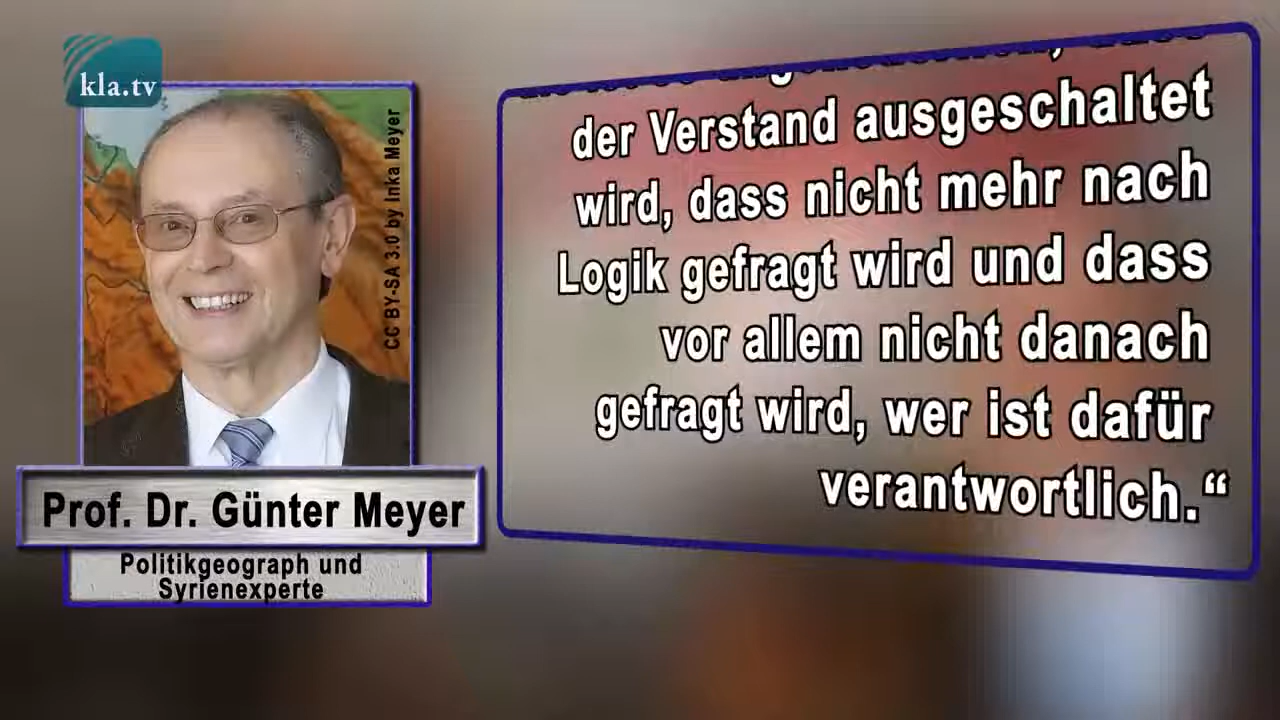 kla.tv
CC BY-SA 3.0 by Inka Meyer
Prof. Dr. Günter Meyer
Politikgeograph und
Syrienexperte
der Verstand ausgeschaltet
wird, dass nicht mehr nach
Logik gefragt wird und dass
vor allem nicht danach
gefragt wird, wer ist dafür
verantwortlich.“